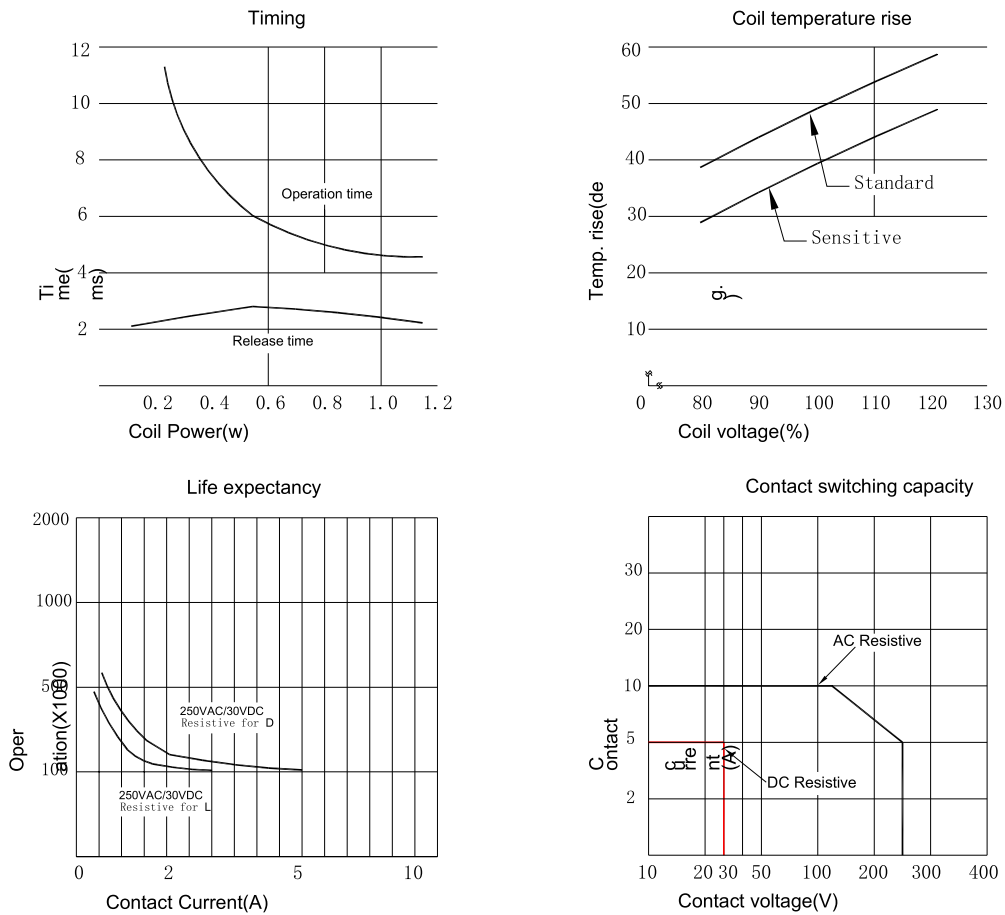 Timing
12
10
8
6
4
2
Ti
me(
ms)
Operation time
Release time
0.2 0.4 0.6 0.8 1.0 1.2
Coil Power(w)
Coil temperature rise
60
50
40
30
20
10
Temp. rise(de
g.
)
Standard
Sensitive
0 80 90 100 110 120 130
Coil voltage(%)
Life expectancy
2000
1000
500
100
Oper
ation(X1000)
250VAC/30VDC
Resistive for D
250VAC/30VDC
Resistive for L
0 2 5 10
Contact Current(A)
Contact switching capacity
30
20
10
5
2
C
ontact
cu
rre
nt
(A)
AC Resistive
DC Resistive
10 20 30 50 100 200 300 400
Contact voltage(V)